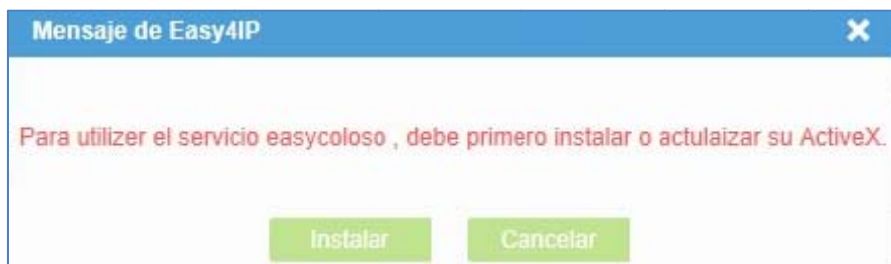 Mensaje de Easy4IP
Para utilizer el servicio easycoloso , debe primero instalar o actulaizar su ActiveX.
Instalar
Cancelar